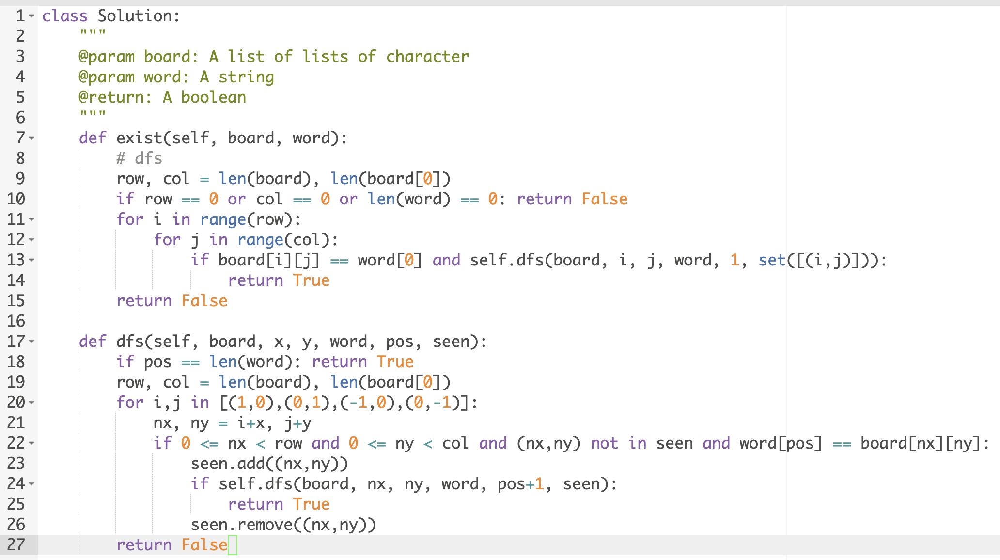 1 class Solution:
2     """
3     @param board: A list of lists of character
4     @param word: A string
5     @return: A boolean
6     """
7     def exist(self, board, word):
8         # dfs
9         row, col = len(board), len(board[0])
10         if row == 0 or col == 0 or len(word) == 0: return False
11         for i in range(row):
12             for j in range(col):
13                 if board[i][j] == word[0] and self.dfs(board, i, j, word, 1, set([(i,j)])):
14                     return True
15         return False
16
17     def dfs(self, board, x, y, word, pos, seen):
18         if pos == len(word): return True
19         row, col = len(board), len(board[0])
20         for i,j in [(1,0),(0,1),(-1,0),(0,-1)]:
21             nx, ny = i+x, j+y
22             if 0 <= nx < row and 0 <= ny < col and (nx,ny) not in seen and word[pos] == board[nx][ny]:
23                 seen.add((nx,ny))
24                 if self.dfs(board, nx, ny, word, pos+1, seen):
25                     return True
26                 seen.remove((nx,ny))
27         return False